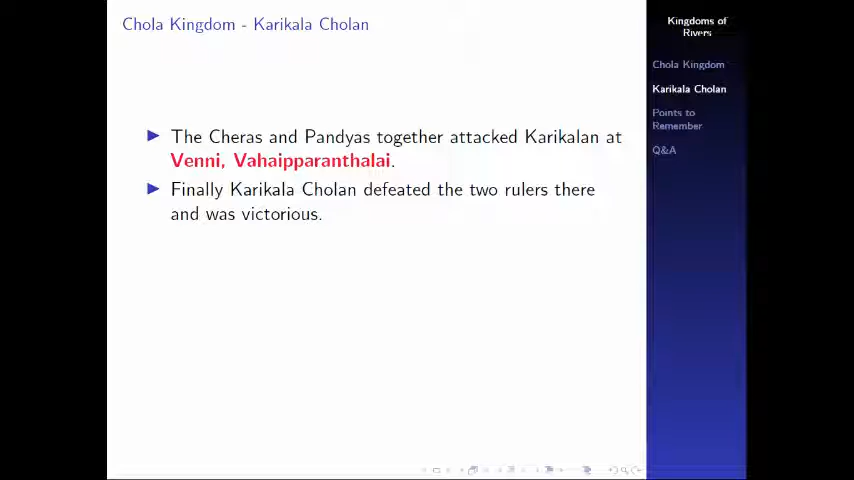 Chola Kingdom - Karikala Cholan
The Cheras and Pandyas together attacked Karikalan at
Venni, Vahaipparanthalai.
Finally Karikala Cholan defeated the two rulers there
and was victorious.
Kingdoms of
Rivers
Chola Kingdom
Karikala Cholan
Points to
Remember
Q&A